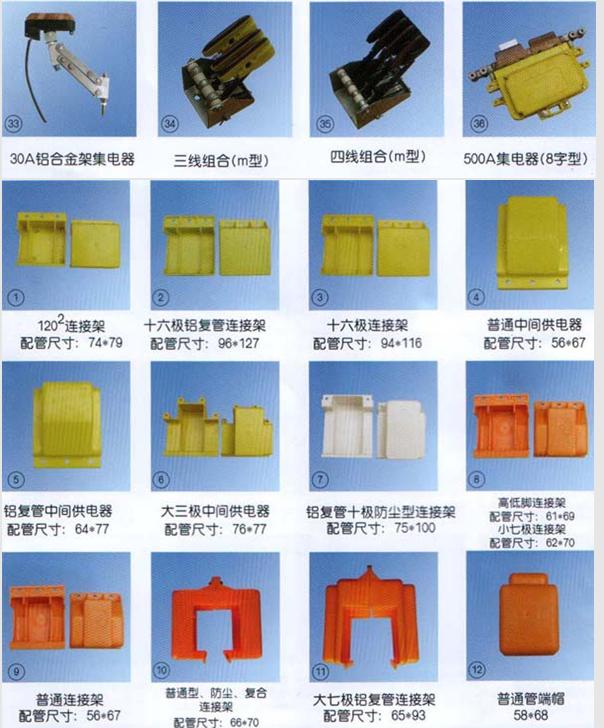 33
34
35
36
30A铝合金架集电器
三线组合(m型)
四线组合(m型)
500A集电器(8字型)
1
2
3
4
120²连接架
配管尺寸：74*79
十六极铝复管连接架
配管尺寸：96*127
十六极连接架
配管尺寸：94*116
普通中间供电器
配管尺寸：56*67
5
6
7
8
铝复管中间供电器
配管尺寸：64*77
大三极中间供电器
配管尺寸：76*77
铝复管十极防尘型连接架
配管尺寸：75*100
高低脚连接架
配管尺寸：61*69
小七极连接架
配管尺寸：62*70
9
10
11
12
普通连接架
配管尺寸：56*67
普通型、防尘、复合
连接架
配管尺寸：66*70
大七极铝复管连接架
配管尺寸：65*93
普通管端帽
58*68